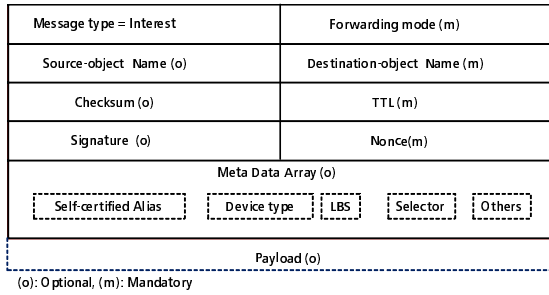 Message type = Interest
Forwarding mode (m)
Source-object Name (o)
Destination-object Name (m)
Checksum (o)
TTL (m)
Signature (o)
Nonce(m)
Meta Data Array (o)
Self-certified Alias
Device type
LBS
Selector
Others
Payload (o)
(o): Optional, (m): Mandatory